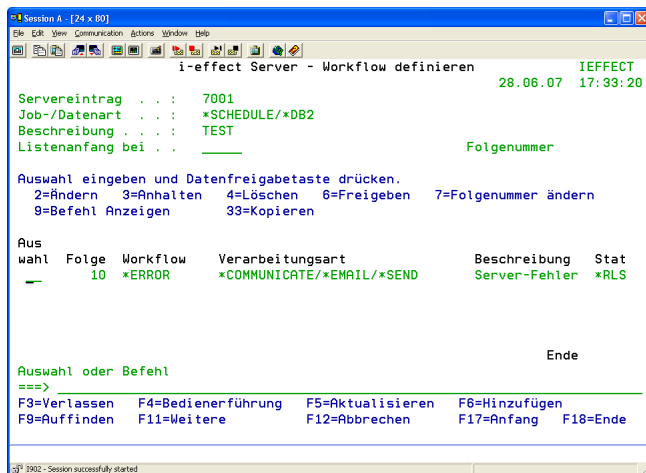 Session A - [24 x 80]
File Edit View Communication Actions Window Help
i-effect Server - Workflow definieren IEFFECT
28.06.07 17:33:20
Servereintrag . . : 7001
Job-/Datenart . . : *SCHEDULE/*DB2
Beschreibung . . . : TEST
Listenanfang bei . . _____ Folgenummer
Auswahl eingeben und Datenfreigabetaste drücken.
2=Ändern 3=Anhalten 4=Löschen 6=Freigeben 7=Folgenummer ändern
9=Befehl Anzeigen 33=Kopieren
Aus
wahl Folge Workflow Verarbeitungsart Beschreibung Stat
__ 10 *ERROR *COMMUNICATE/*EMAIL/*SEND Server-Fehler *RLS
Ende
Auswahl oder Befehl
===>
F3=Verlassen F4=Bedienerführung F5=Aktualisieren F6=Hinzufügen
F9=Auffinden F11=Weitere F12=Abbrechen F17=Anfang F18=Ende
I902 - Session successfully started